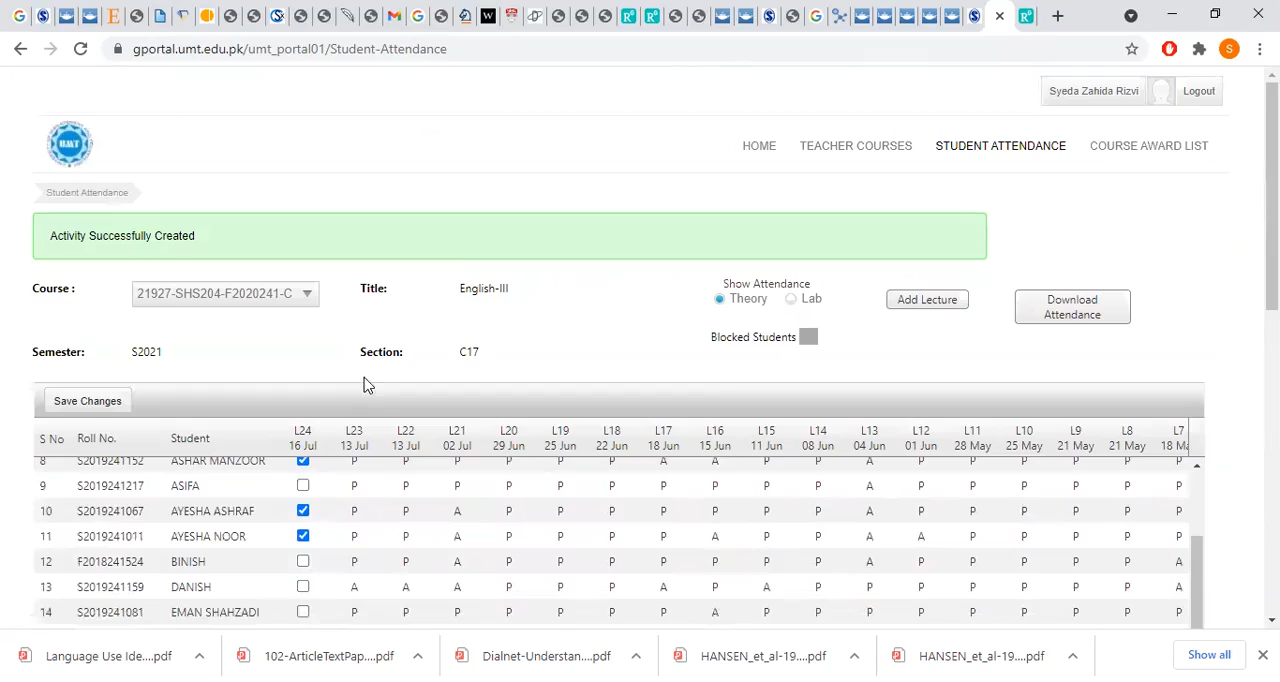 gportal.umt.edu.pk/umt_portal01/Student-Attendance
S
Syeda Zahida Rizvi
Logout
UMT
HOME
TEACHER COURSES
STUDENT ATTENDANCE
COURSE AWARD LIST
Student Attendance
Activity Successfully Created
Course :
21927-SHS204-F2020241-C
Title:
English-III
Show Attendance
Theory
Lab
Add Lecture
Download
Attendance
Blocked Students
Semester:
S2021
Section:
C17
Save Changes
S No Roll No. Student L24 L23 L22 L21 L20 L19 L18 L17 L16 L15 L14 L13 L12 L11 L10 L9 L8 L7
16 Jul 13 Jul 13 Jul 02 Jul 29 Jun 25 Jun 22 Jun 18 Jun 15 Jun 11 Jun 08 Jun 04 Jun 01 Jun 28 May 25 May 21 May 21 May 18 Ma
8 S2019241152 ASHAR MANZOOR P P P P P P A A P P A P P P P P P
9 S2019241217 ASIFA P P P P P P P P P P A P P P P P P
10 S2019241067 AYESHA ASHRAF P P A P P P P P P P A P P P P P P
11 S2019241011 AYESHA NOOR P P A P P P P A P P A A P P P P P
12 F2018241524 BINISH P P A P P P P P P P A P P P P P A
13 S2019241159 DANISH A A A P P P A P A P P P P P P P A
14 S2019241081 EMAN SHAHZADI P P P P P P P A P P P P P P P P P
Language Use Ide....pdf
102-ArticleTextPap....pdf
Dialnet-Understan....pdf
HANSEN_et_al-19....pdf
HANSEN_et_al-19....pdf
Show all